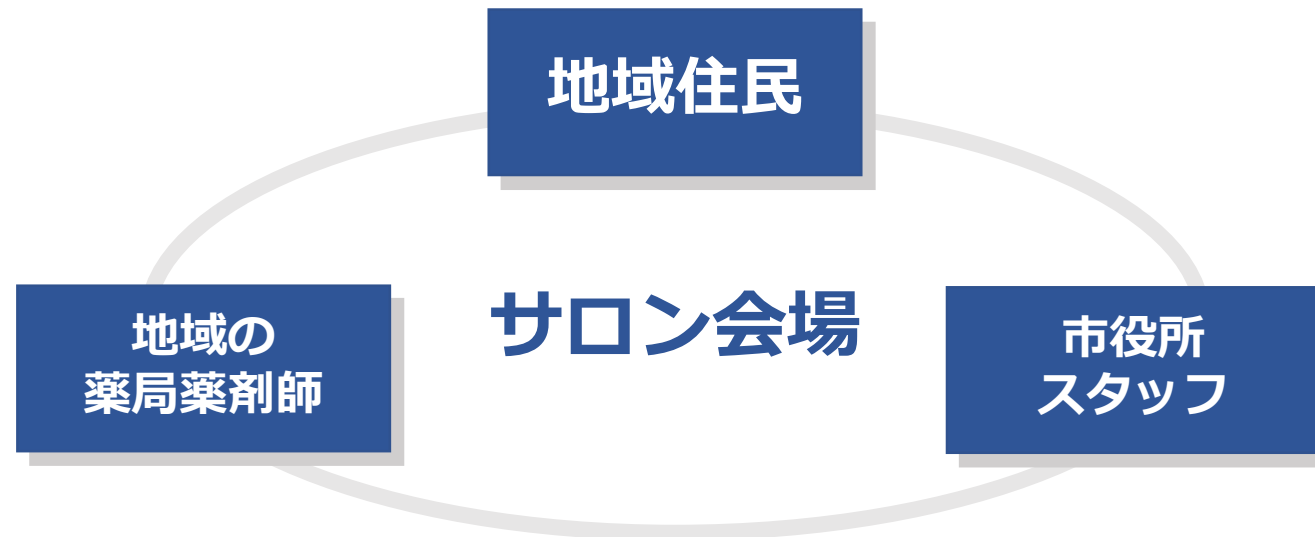 地域住民
サロン会場
地域の
薬局薬剤師
市役所
スタッフ